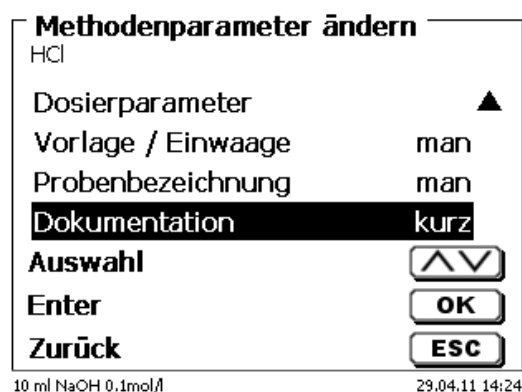 Methodenparameter ändern
HCl
Dosierparameter
Vorlage / Einwaage man
Probenbezeichnung man
Dokumentation kurz
Auswahl
Enter OK
Zurück ESC
10 ml NaOH 0.1mol/l 29.04.11 14:24